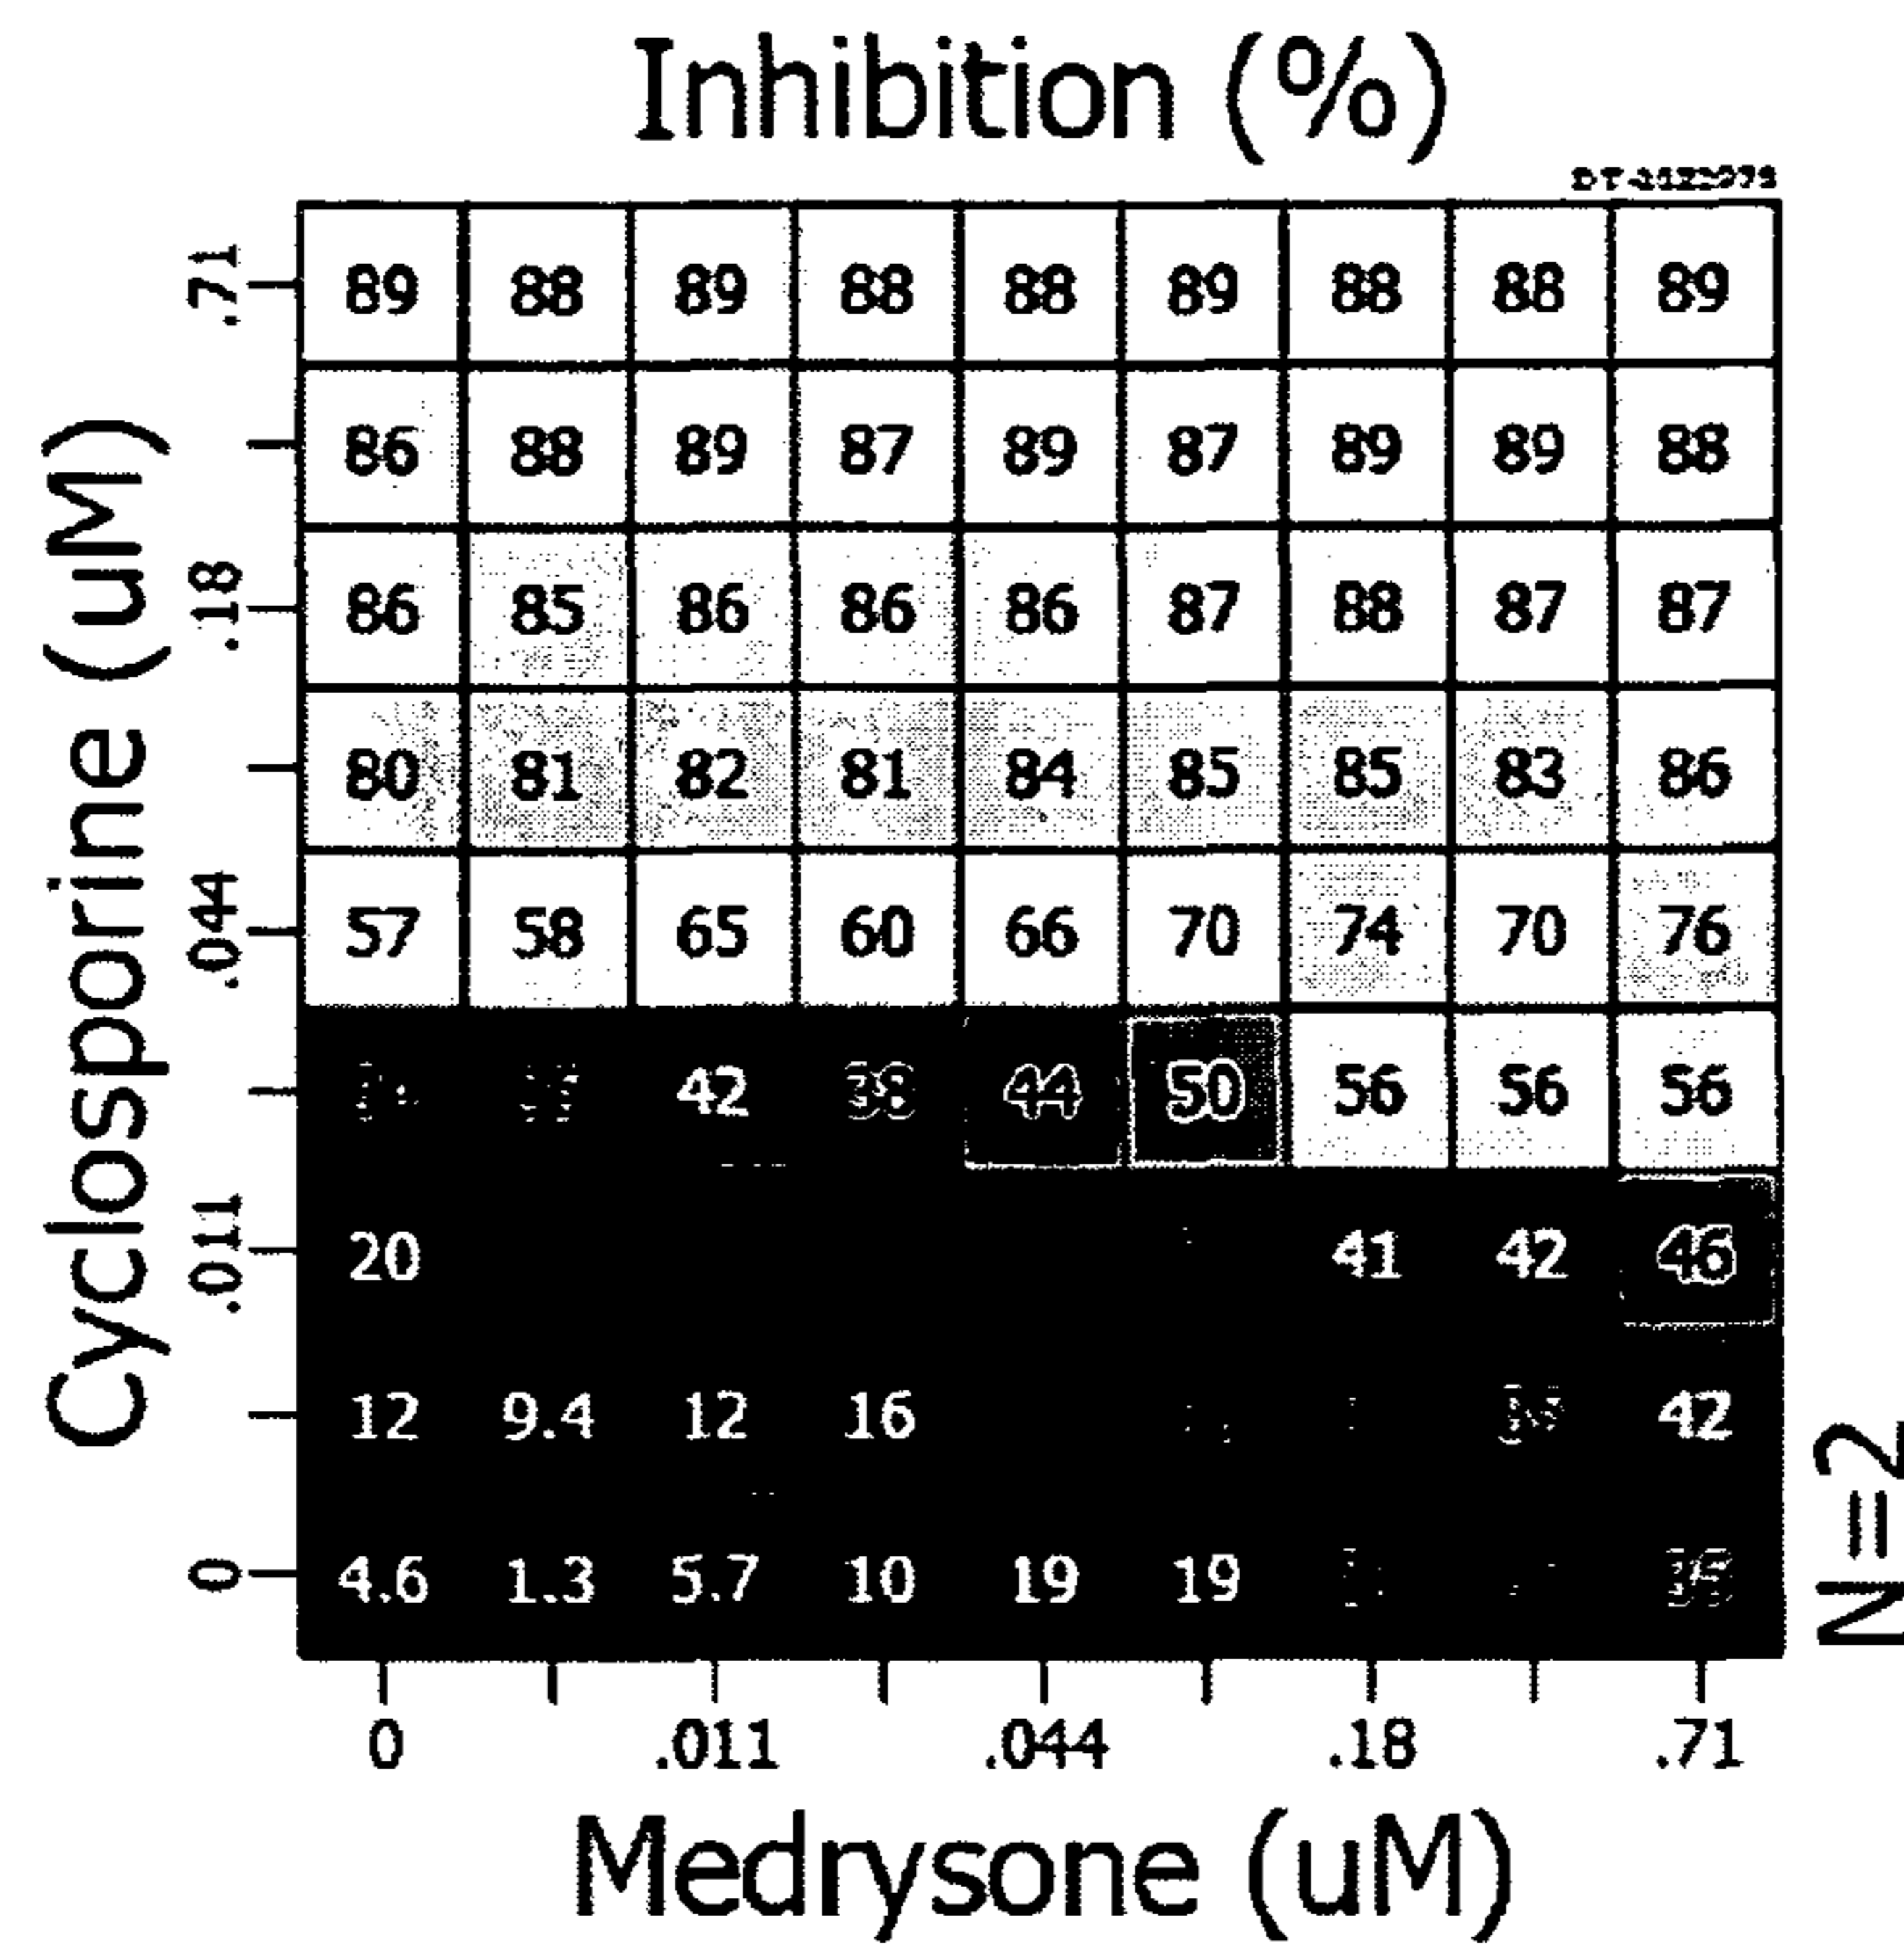 Inhibition (%)
.71 89 88 89 88 88 89 88 88 89
86 88 89 87 89 87 89 89 88
.18 86 85 86 86 86 87 88 87 87
80 81 82 81 84 85 85 83 86
.044 57 58 65 60 66 70 74 70 76
42 38 44 50 56 56 56
.011 20 41 42 46
12 9.4 12 16 42
0 4.6 1.3 5.7 10 19 19
0 .011 .044 .18 .71
Medrysone (uM)
Cyclosporine (uM)
N=2